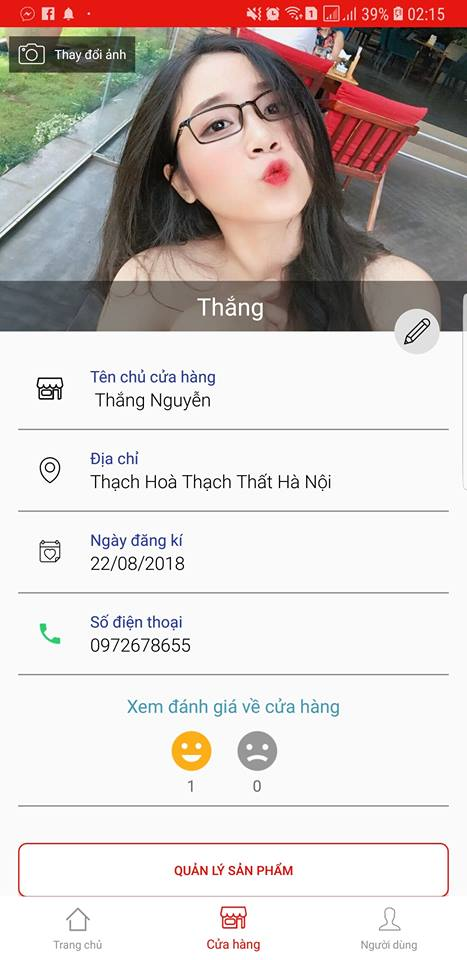 39% 02:15
Thay đổi ảnh
Thắng
Tên chủ cửa hàng
Thắng Nguyễn
Địa chỉ
Thạch Hoà Thạch Thất Hà Nội
Ngày đăng kí
22/08/2018
Số điện thoại
0972678655
Xem đánh giá về cửa hàng
1 0
QUẢN LÝ SẢN PHẨM
Trang chủ Cửa hàng Người dùng